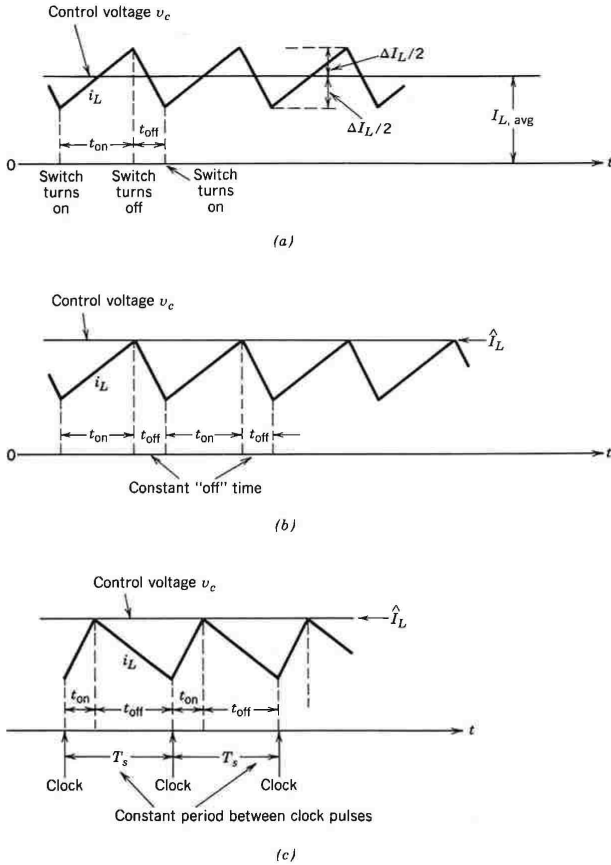 Control voltage v_c
i_L
ΔI_L/2
ΔI_L/2
I_L, avg
t_on
t_off
0
t
Switch turns on
Switch turns off
Switch turns on
(a)
Control voltage v_c
Î_L
i_L
t_on
t_off
t_on
t_off
0
t
Constant "off" time
(b)
Control voltage v_c
Î_L
i_L
t_on
t_off
t_on
t_off
t
T_s
T_s
Clock
Clock
Clock
Constant period between clock pulses
(c)